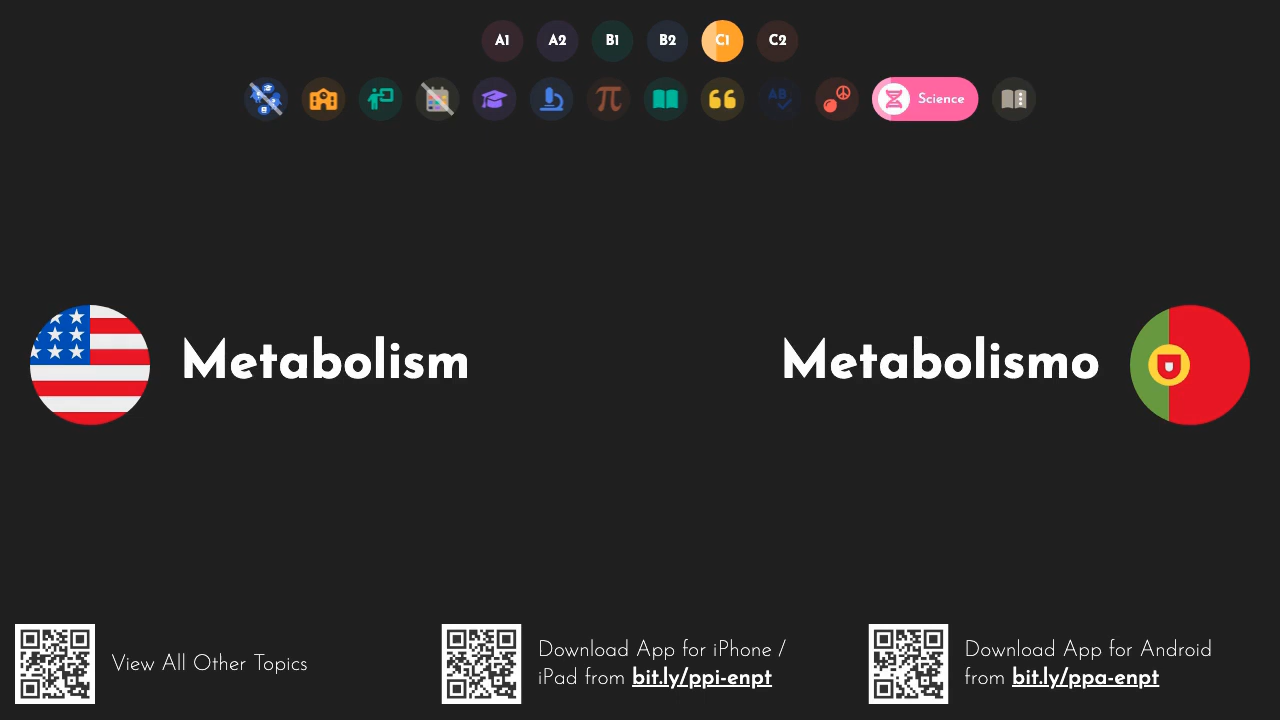 A1 A2 B1 B2 C1 C2
Science
Metabolism
Metabolismo
View All Other Topics
Download App for iPhone /
iPad from bit.ly/ppi-enpt
Download App for Android
from bit.ly/ppa-enpt